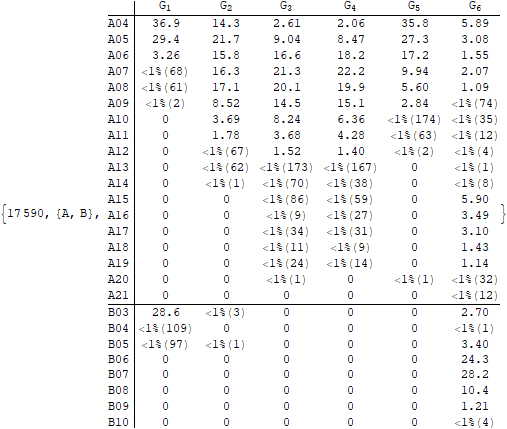 G1 G2 G3 G4 G5 G6
A04 36.9 14.3 2.61 2.06 35.8 5.89
A05 29.4 21.7 9.04 8.47 27.3 3.08
A06 3.26 15.8 16.6 18.2 17.2 1.55
A07 <1%(68) 16.3 21.3 22.2 9.94 2.07
A08 <1%(61) 17.1 20.1 19.9 5.60 1.09
A09 <1%(2) 8.52 14.5 15.1 2.84 <1%(74)
A10 0 3.69 8.24 6.36 <1%(174) <1%(35)
A11 0 1.78 3.68 4.28 <1%(63) <1%(12)
A12 0 <1%(67) 1.52 1.40 <1%(2) <1%(4)
A13 0 <1%(62) <1%(173) <1%(167) 0 <1%(1)
A14 0 <1%(1) <1%(70) <1%(38) 0 <1%(8)
A15 0 0 <1%(86) <1%(59) 0 5.90
{17590, {A, B}, A16 0 0 <1%(9) <1%(27) 0 3.49 }
A17 0 0 <1%(34) <1%(31) 0 3.10
A18 0 0 <1%(11) <1%(9) 0 1.43
A19 0 0 <1%(24) <1%(14) 0 1.14
A20 0 0 <1%(1) 0 <1%(1) <1%(32)
A21 0 0 0 0 0 <1%(12)
B03 28.6 <1%(3) 0 0 0 2.70
B04 <1%(109) 0 0 0 0 <1%(1)
B05 <1%(97) <1%(1) 0 0 0 3.40
B06 0 0 0 0 0 24.3
B07 0 0 0 0 0 28.2
B08 0 0 0 0 0 10.4
B09 0 0 0 0 0 1.21
B10 0 0 0 0 0 <1%(4)